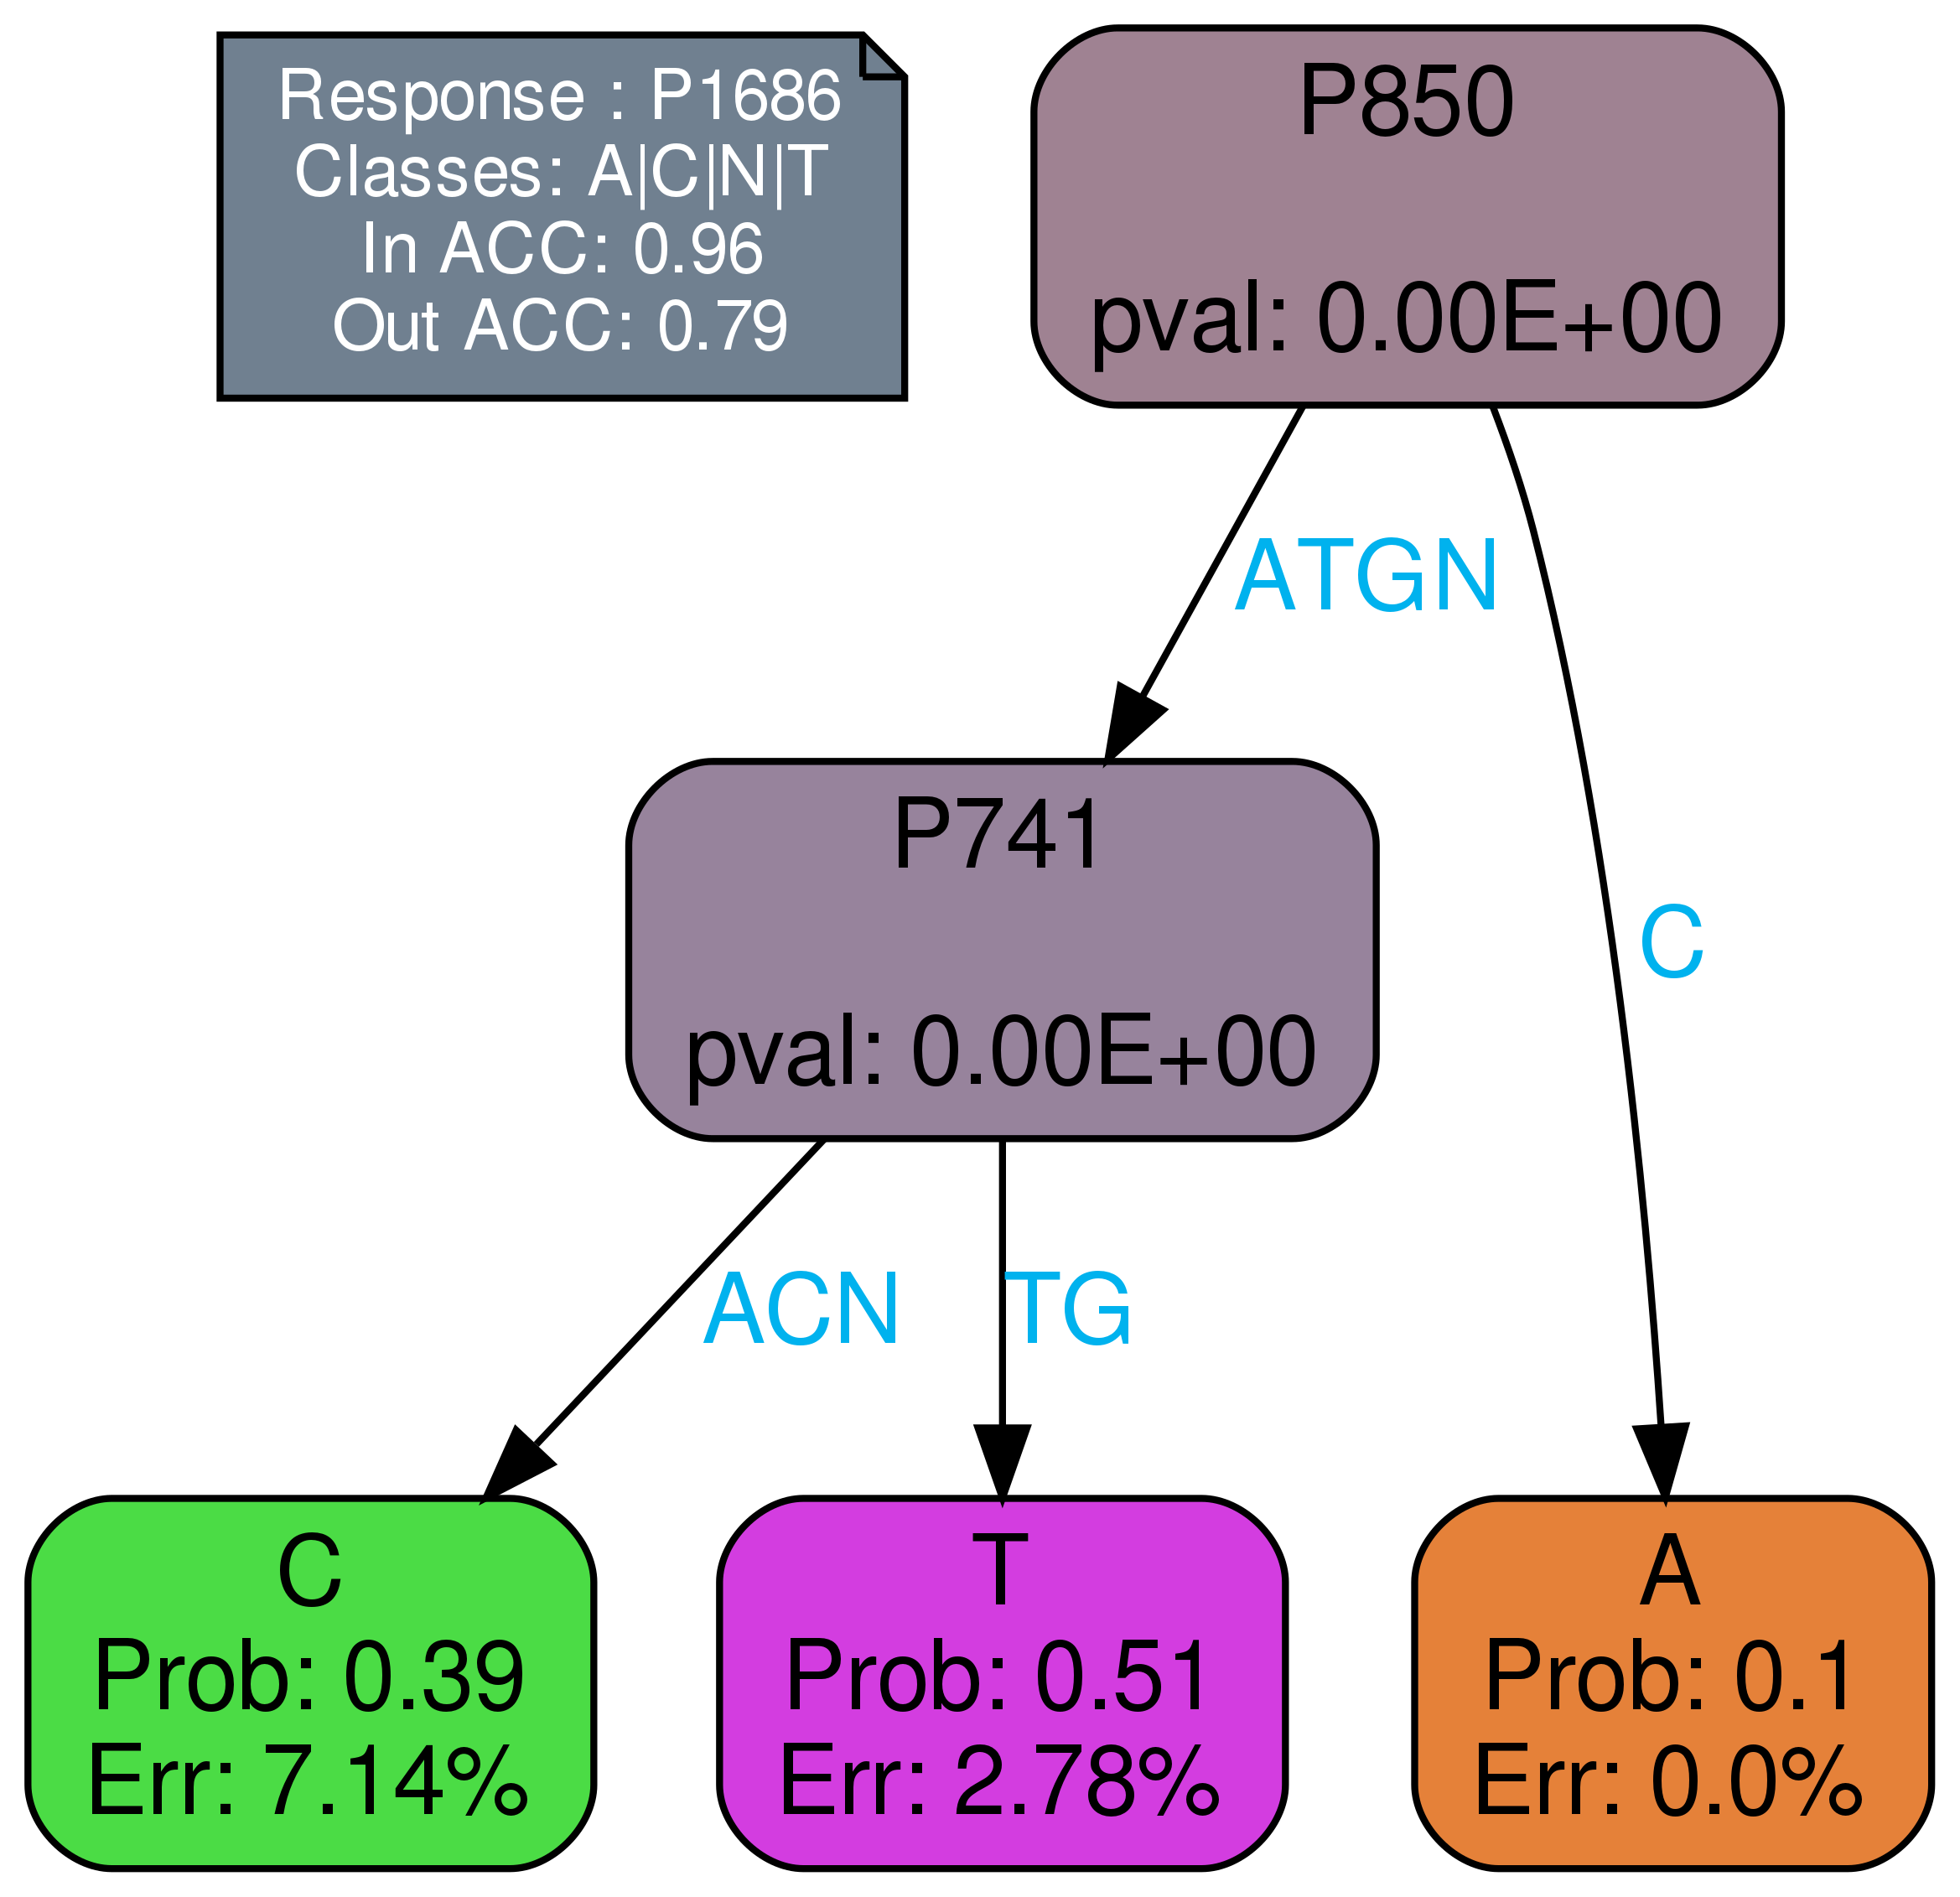 Response : P1686
Classes: A|C|N|T
In ACC: 0.96
Out ACC: 0.79
P850
pval: 0.00E+00
ATGN
P741
pval: 0.00E+00
C
ACN
TG
C
Prob: 0.39
Err: 7.14%
T
Prob: 0.51
Err: 2.78%
A
Prob: 0.1
Err: 0.0%